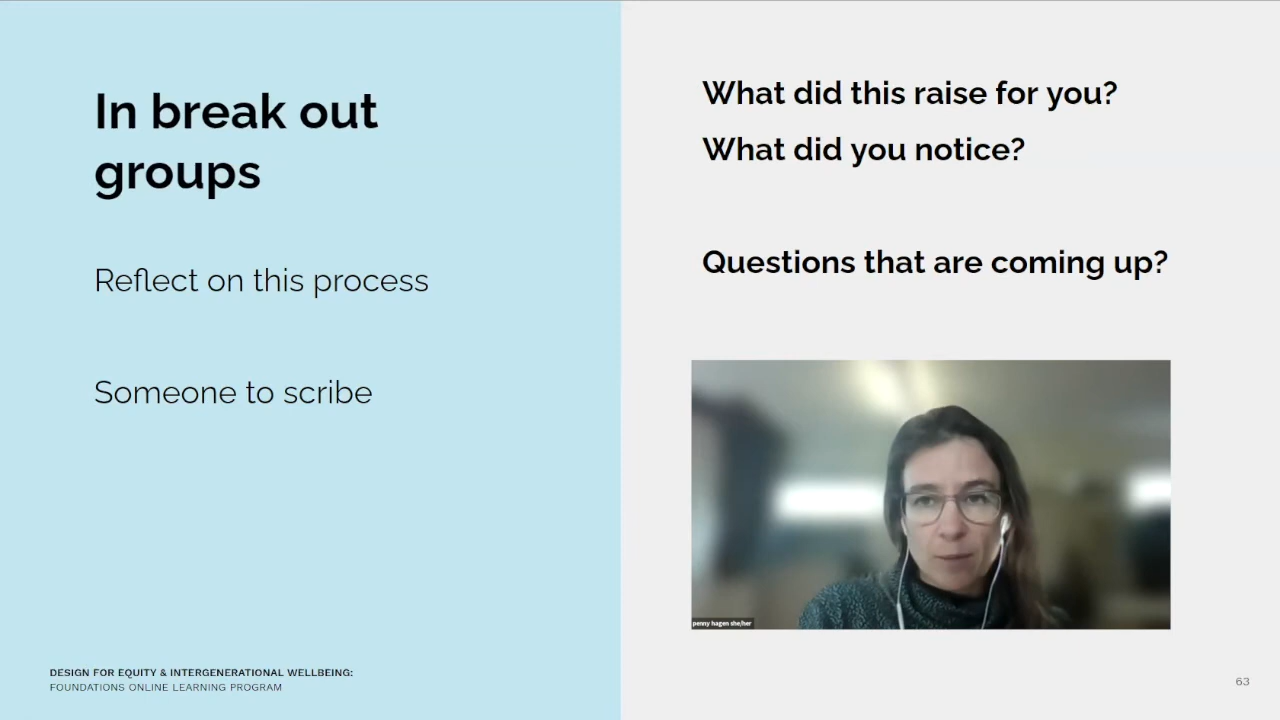 In break out
groups
Reflect on this process
Someone to scribe
What did this raise for you?
What did you notice?
Questions that are coming up?
penny hagen she/her
DESIGN FOR EQUITY & INTERGENERATIONAL WELLBEING:
FOUNDATIONS ONLINE LEARNING PROGRAM
63